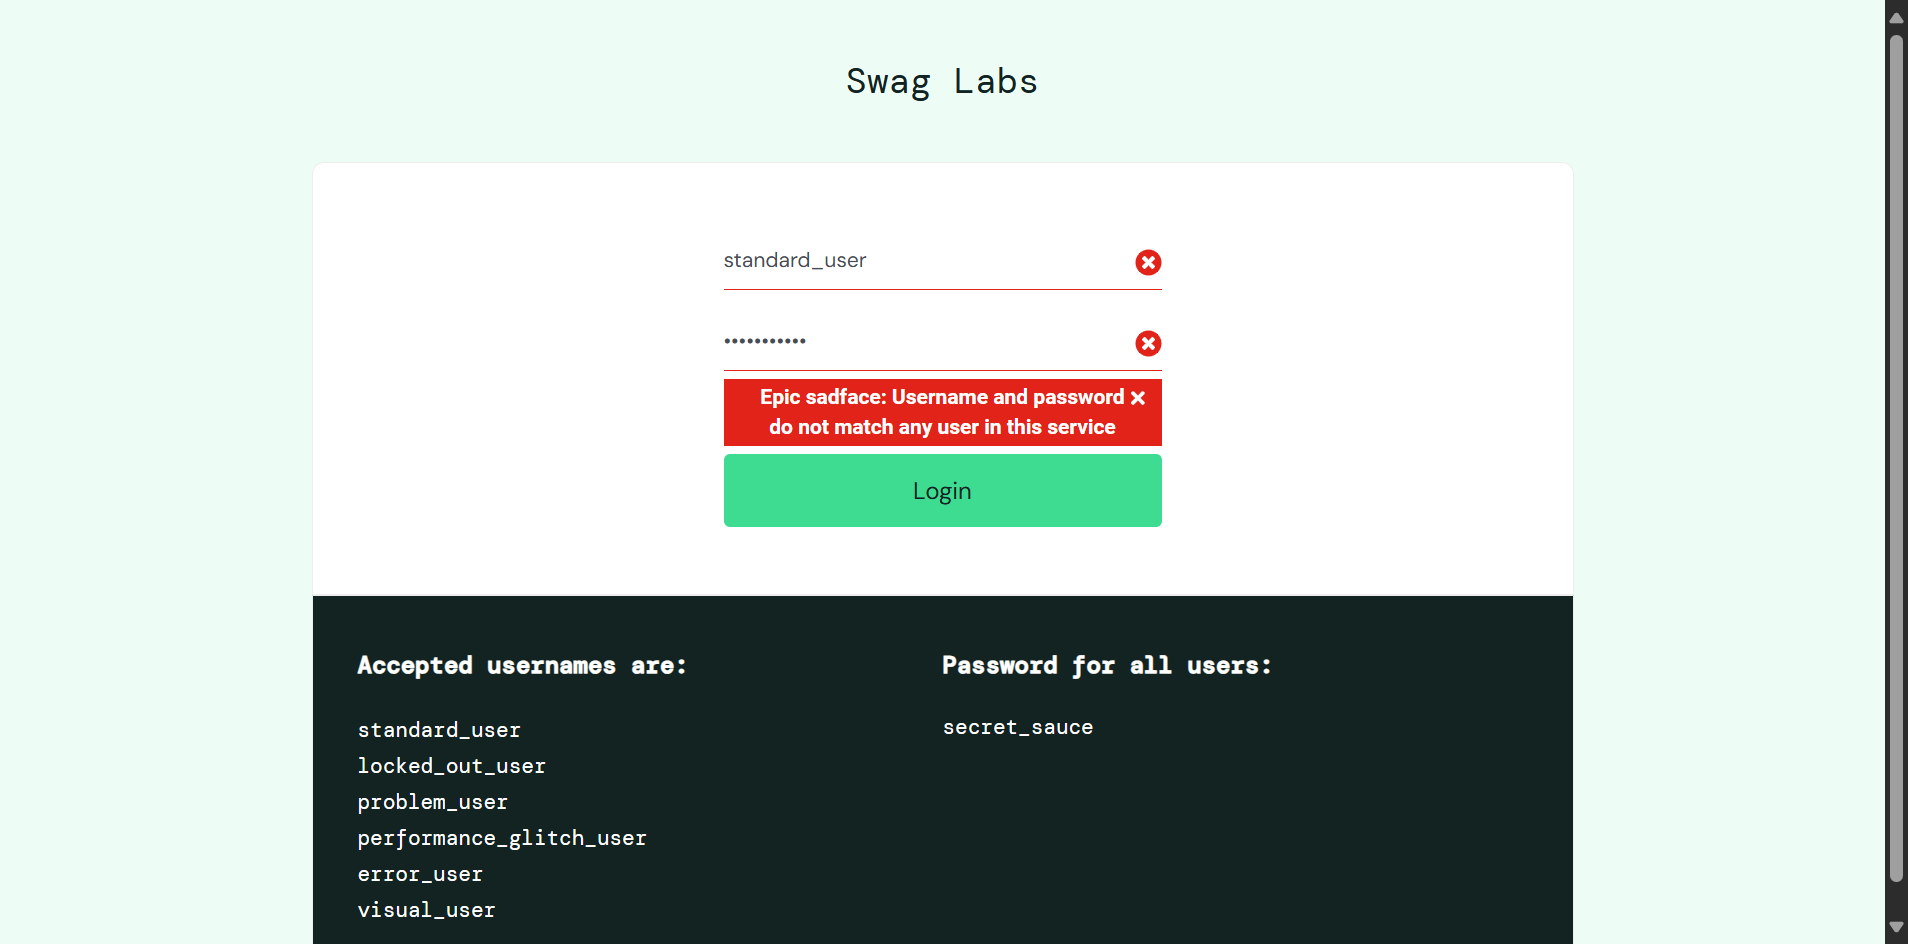 Swag Labs
standard_user
•••••••••••
Epic sadface: Username and password
do not match any user in this service
Login
Accepted usernames are:
standard_user
locked_out_user
problem_user
performance_glitch_user
error_user
visual_user
Password for all users:
secret_sauce